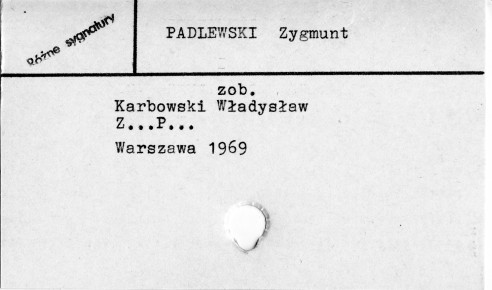 Różne sygnatury
PADLEWSKI Zygmunt
zob.
Karbowski Władysław
Z...P...
Warszawa 1969